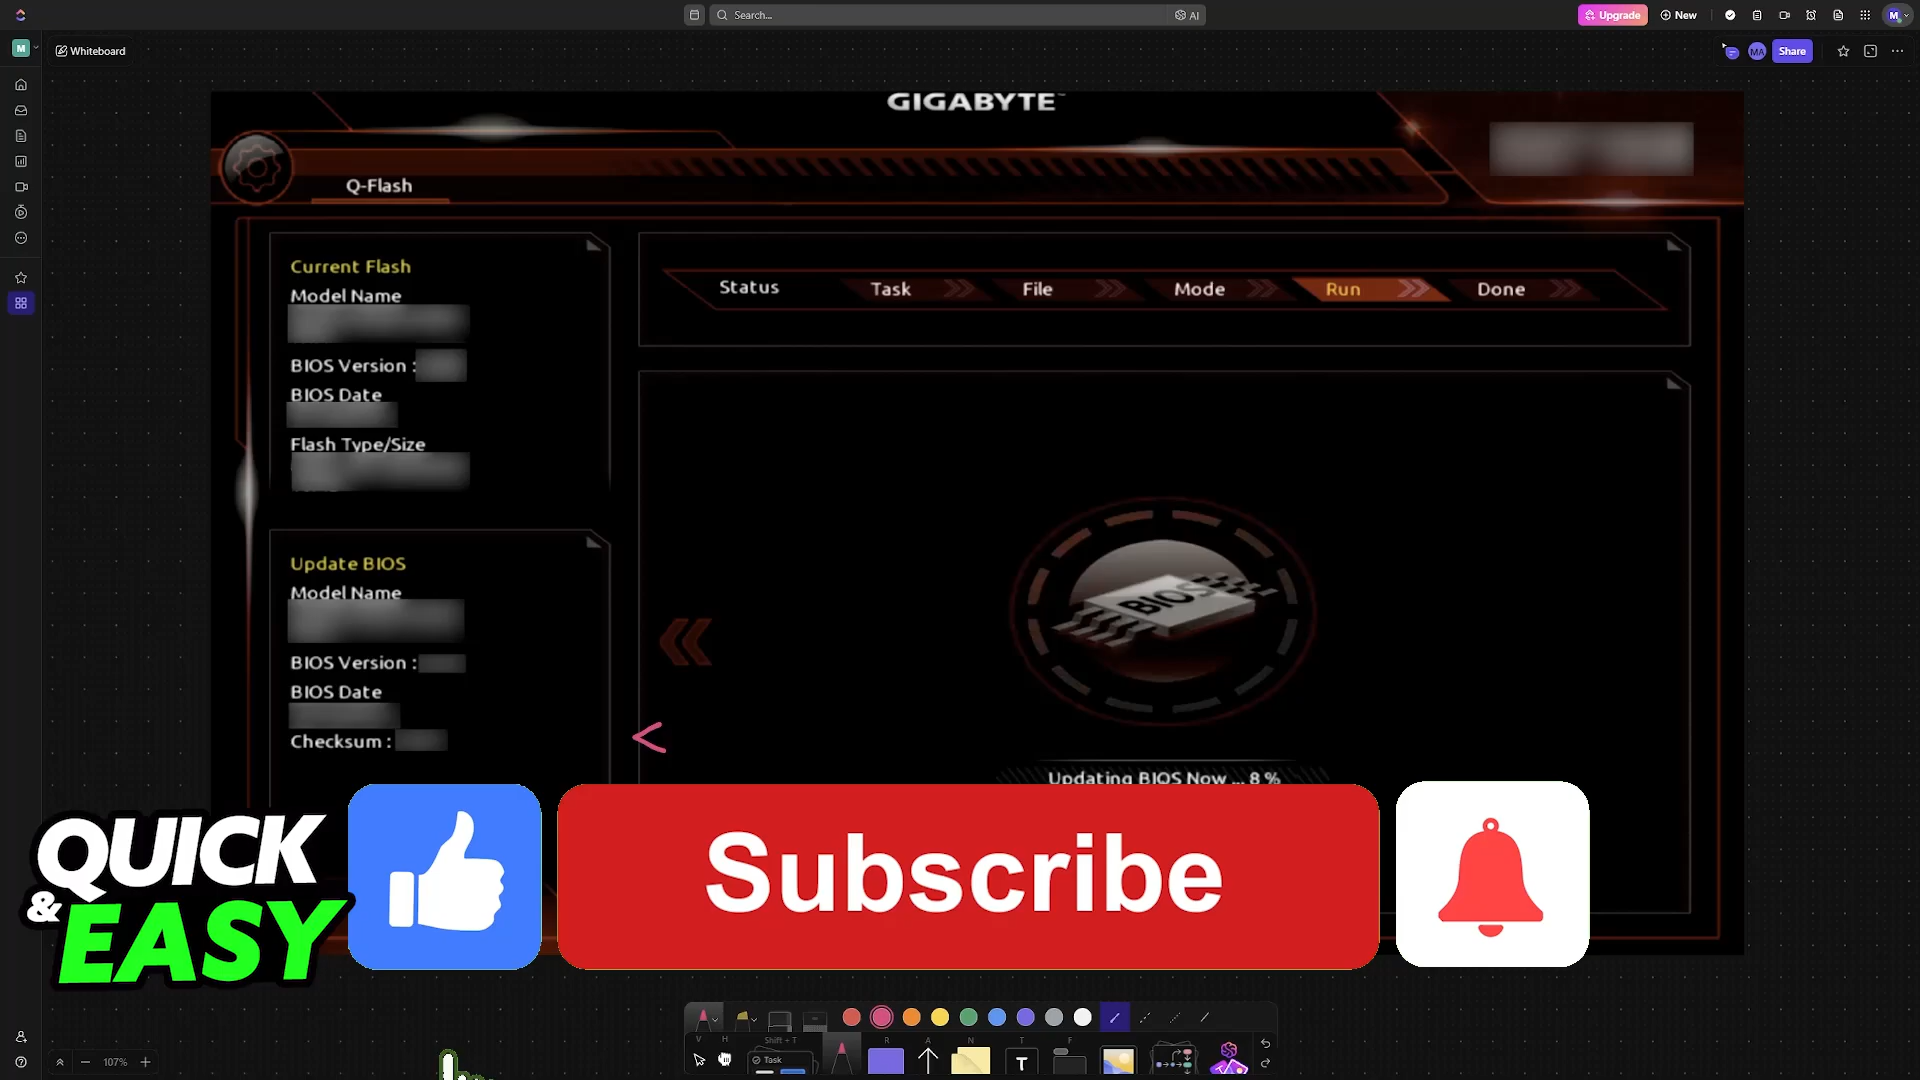 Search...
AI
Upgrade
New
M
M
Whiteboard
MA
Share
GIGABYTE
Q-Flash
Current Flash
Model Name
BIOS Version :
BIOS Date
Flash Type/Size
Status
Task
File
Mode
Run
Done
BIOS
Update BIOS
Model Name
BIOS Version :
BIOS Date
Checksum :
Updating BIOS Now ... 8 %
QUICK
& EASY
Subscribe
V
H
Shift + T
R
A
N
T
F
Task
T
107%